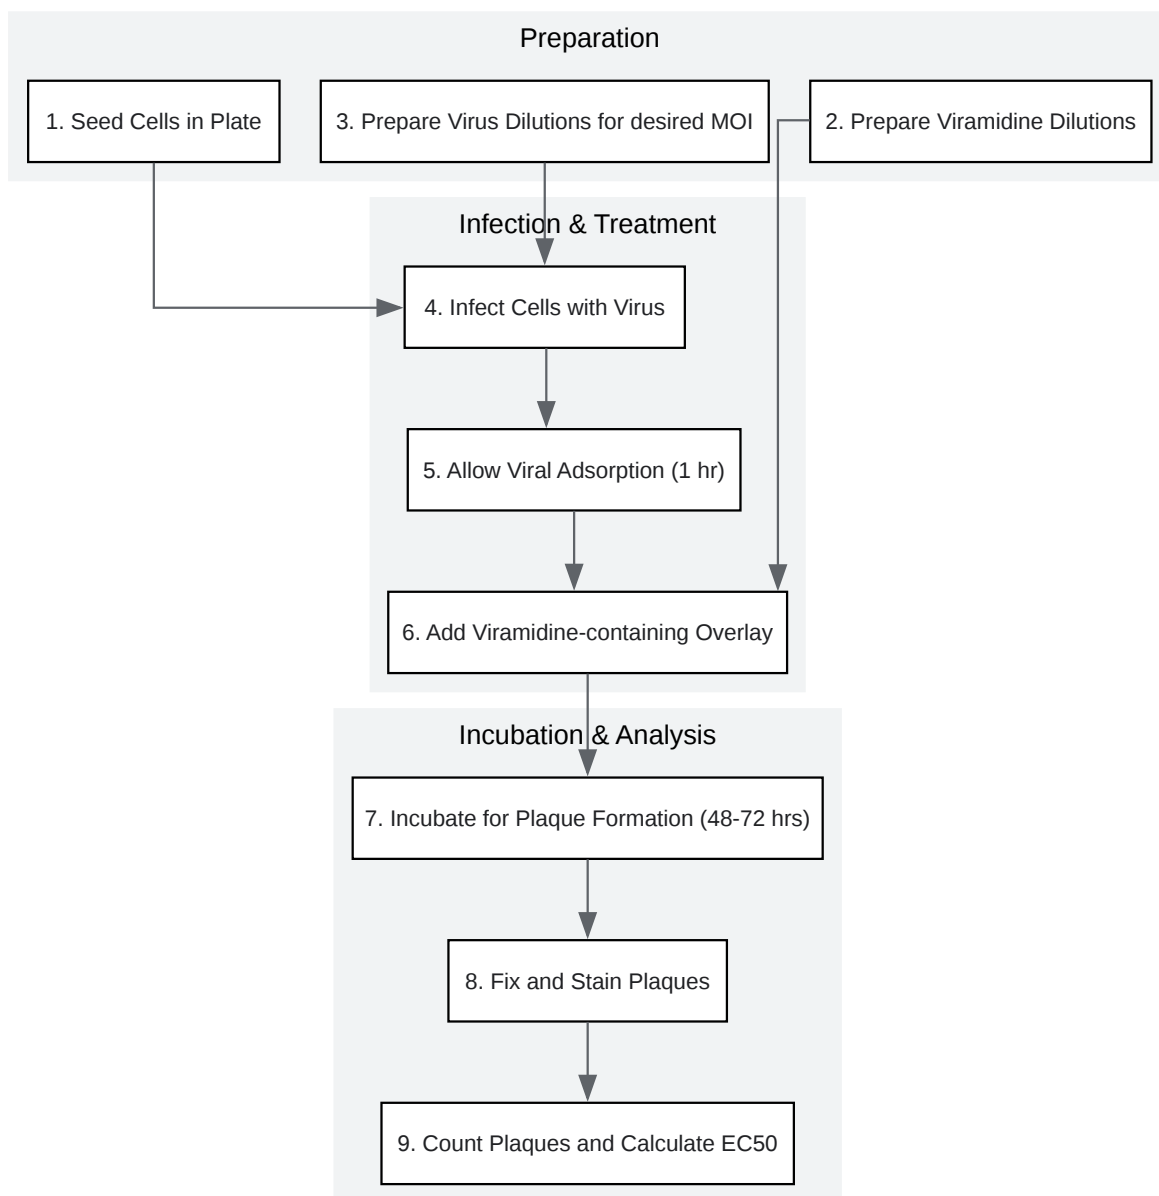 Preparation
1. Seed Cells in Plate
3. Prepare Virus Dilutions for desired MOI
2. Prepare Viramidine Dilutions
Infection & Treatment
4. Infect Cells with Virus
5. Allow Viral Adsorption (1 hr)
6. Add Viramidine-containing Overlay
Incubation & Analysis
7. Incubate for Plaque Formation (48-72 hrs)
8. Fix and Stain Plaques
9. Count Plaques and Calculate EC50